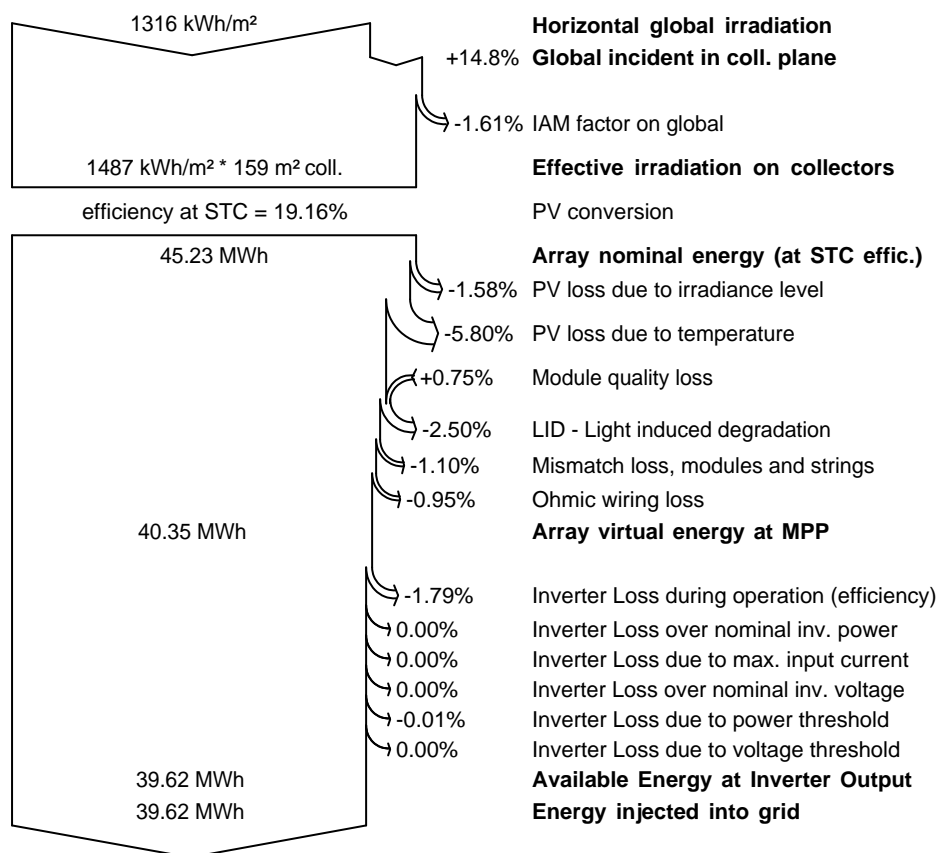 1316 kWh/m² Horizontal global irradiation
+14.8% Global incident in coll. plane
-1.61% IAM factor on global
1487 kWh/m² * 159 m² coll. Effective irradiation on collectors
efficiency at STC = 19.16% PV conversion
45.23 MWh Array nominal energy (at STC effic.)
-1.58% PV loss due to irradiance level
-5.80% PV loss due to temperature
+0.75% Module quality loss
-2.50% LID - Light induced degradation
-1.10% Mismatch loss, modules and strings
-0.95% Ohmic wiring loss
40.35 MWh Array virtual energy at MPP
-1.79% Inverter Loss during operation (efficiency)
0.00% Inverter Loss over nominal inv. power
0.00% Inverter Loss due to max. input current
0.00% Inverter Loss over nominal inv. voltage
-0.01% Inverter Loss due to power threshold
0.00% Inverter Loss due to voltage threshold
39.62 MWh Available Energy at Inverter Output
39.62 MWh Energy injected into grid